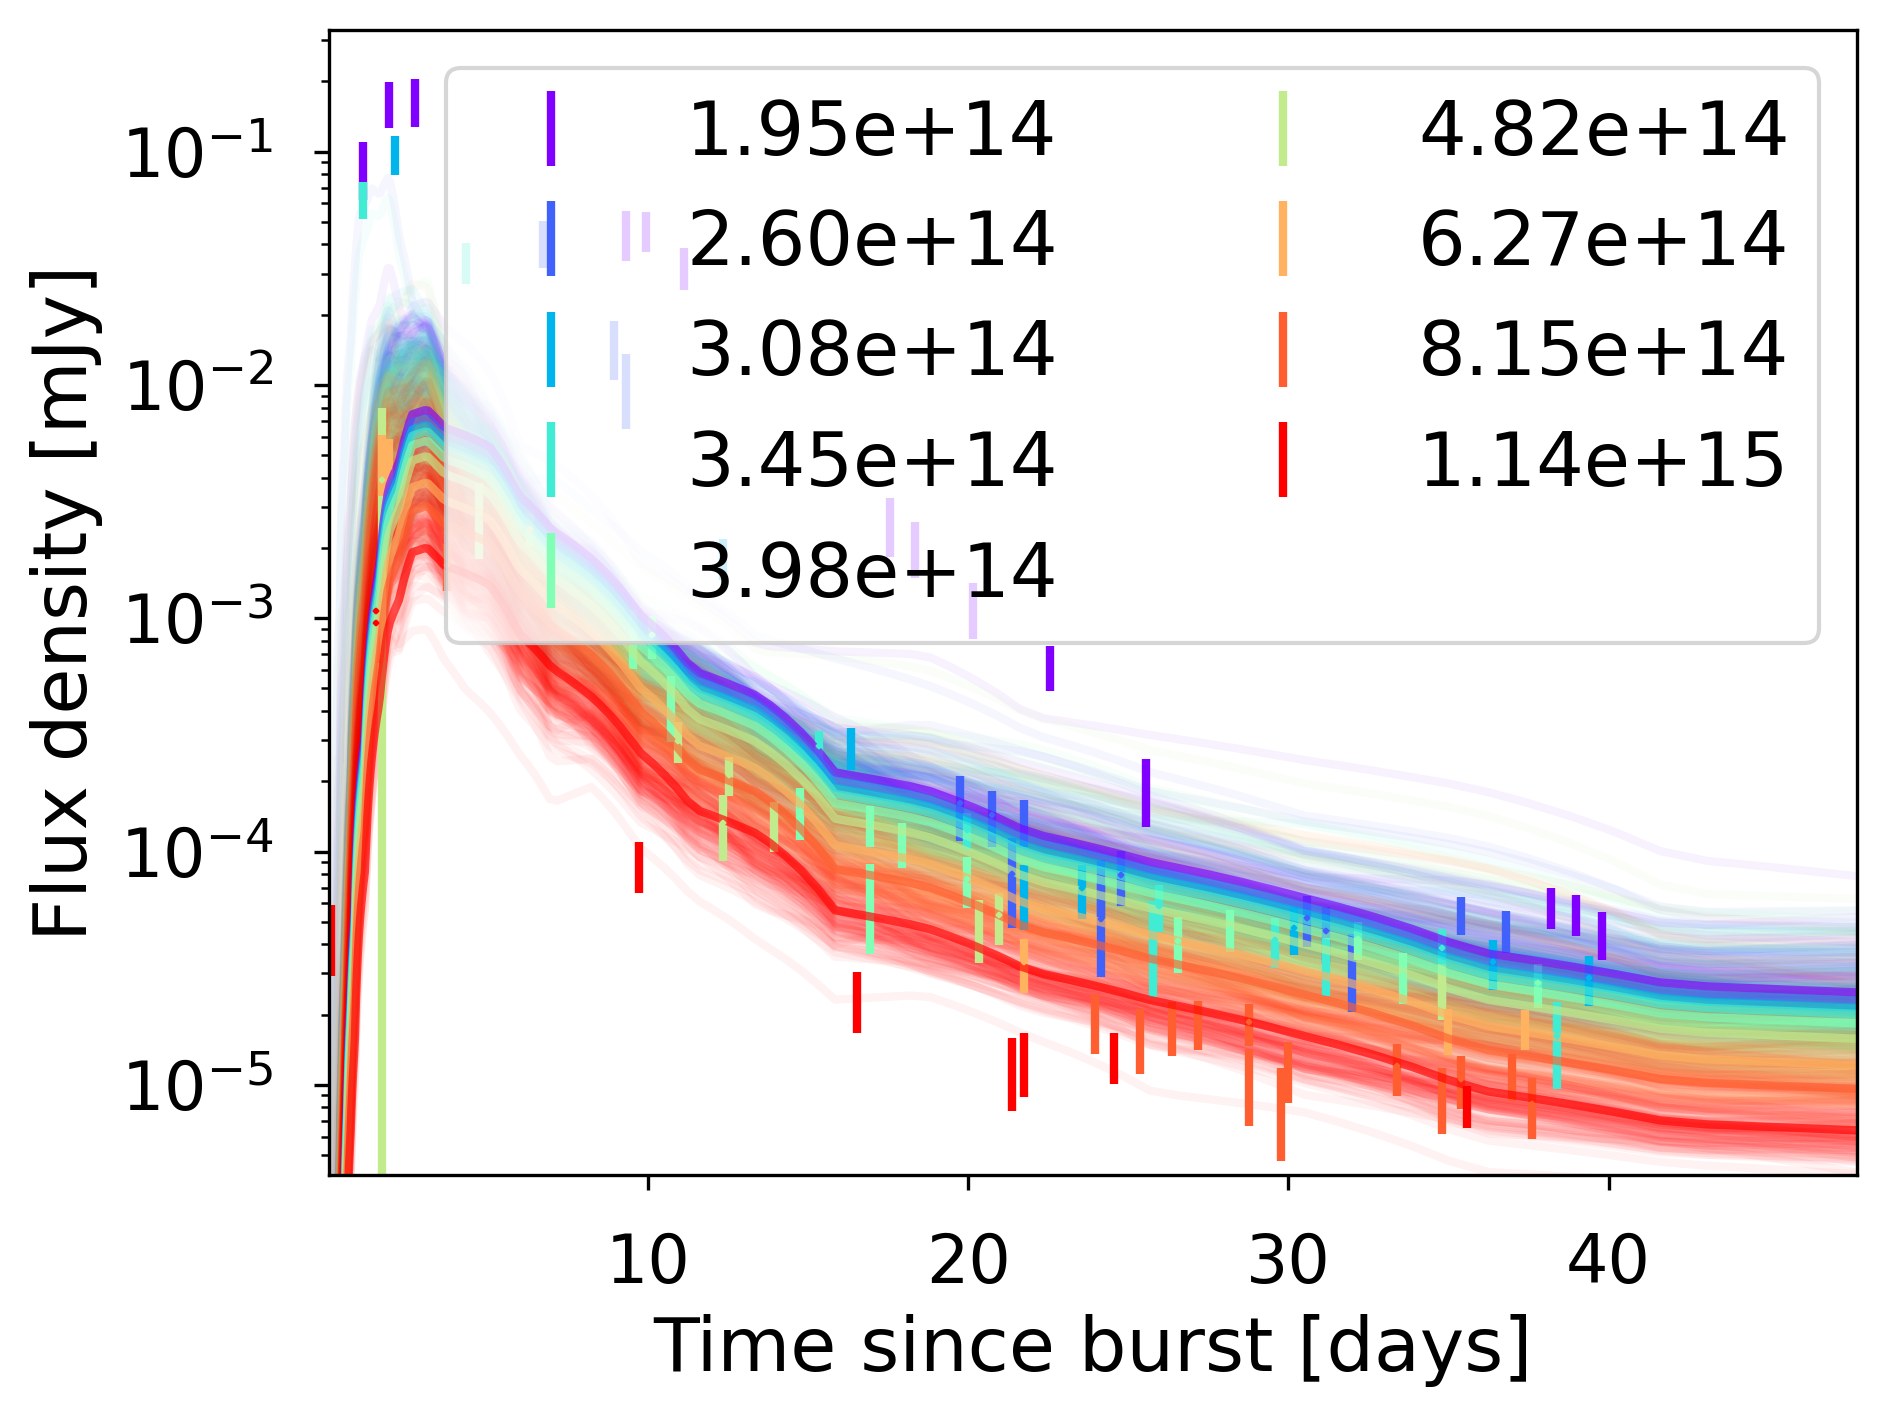 Flux density [mJy]
10⁻¹
10⁻²
10⁻³
10⁻⁴
10⁻⁵
1.95e+14
2.60e+14
3.08e+14
3.45e+14
3.98e+14
4.82e+14
6.27e+14
8.15e+14
1.14e+15
10 20 30 40
Time since burst [days]